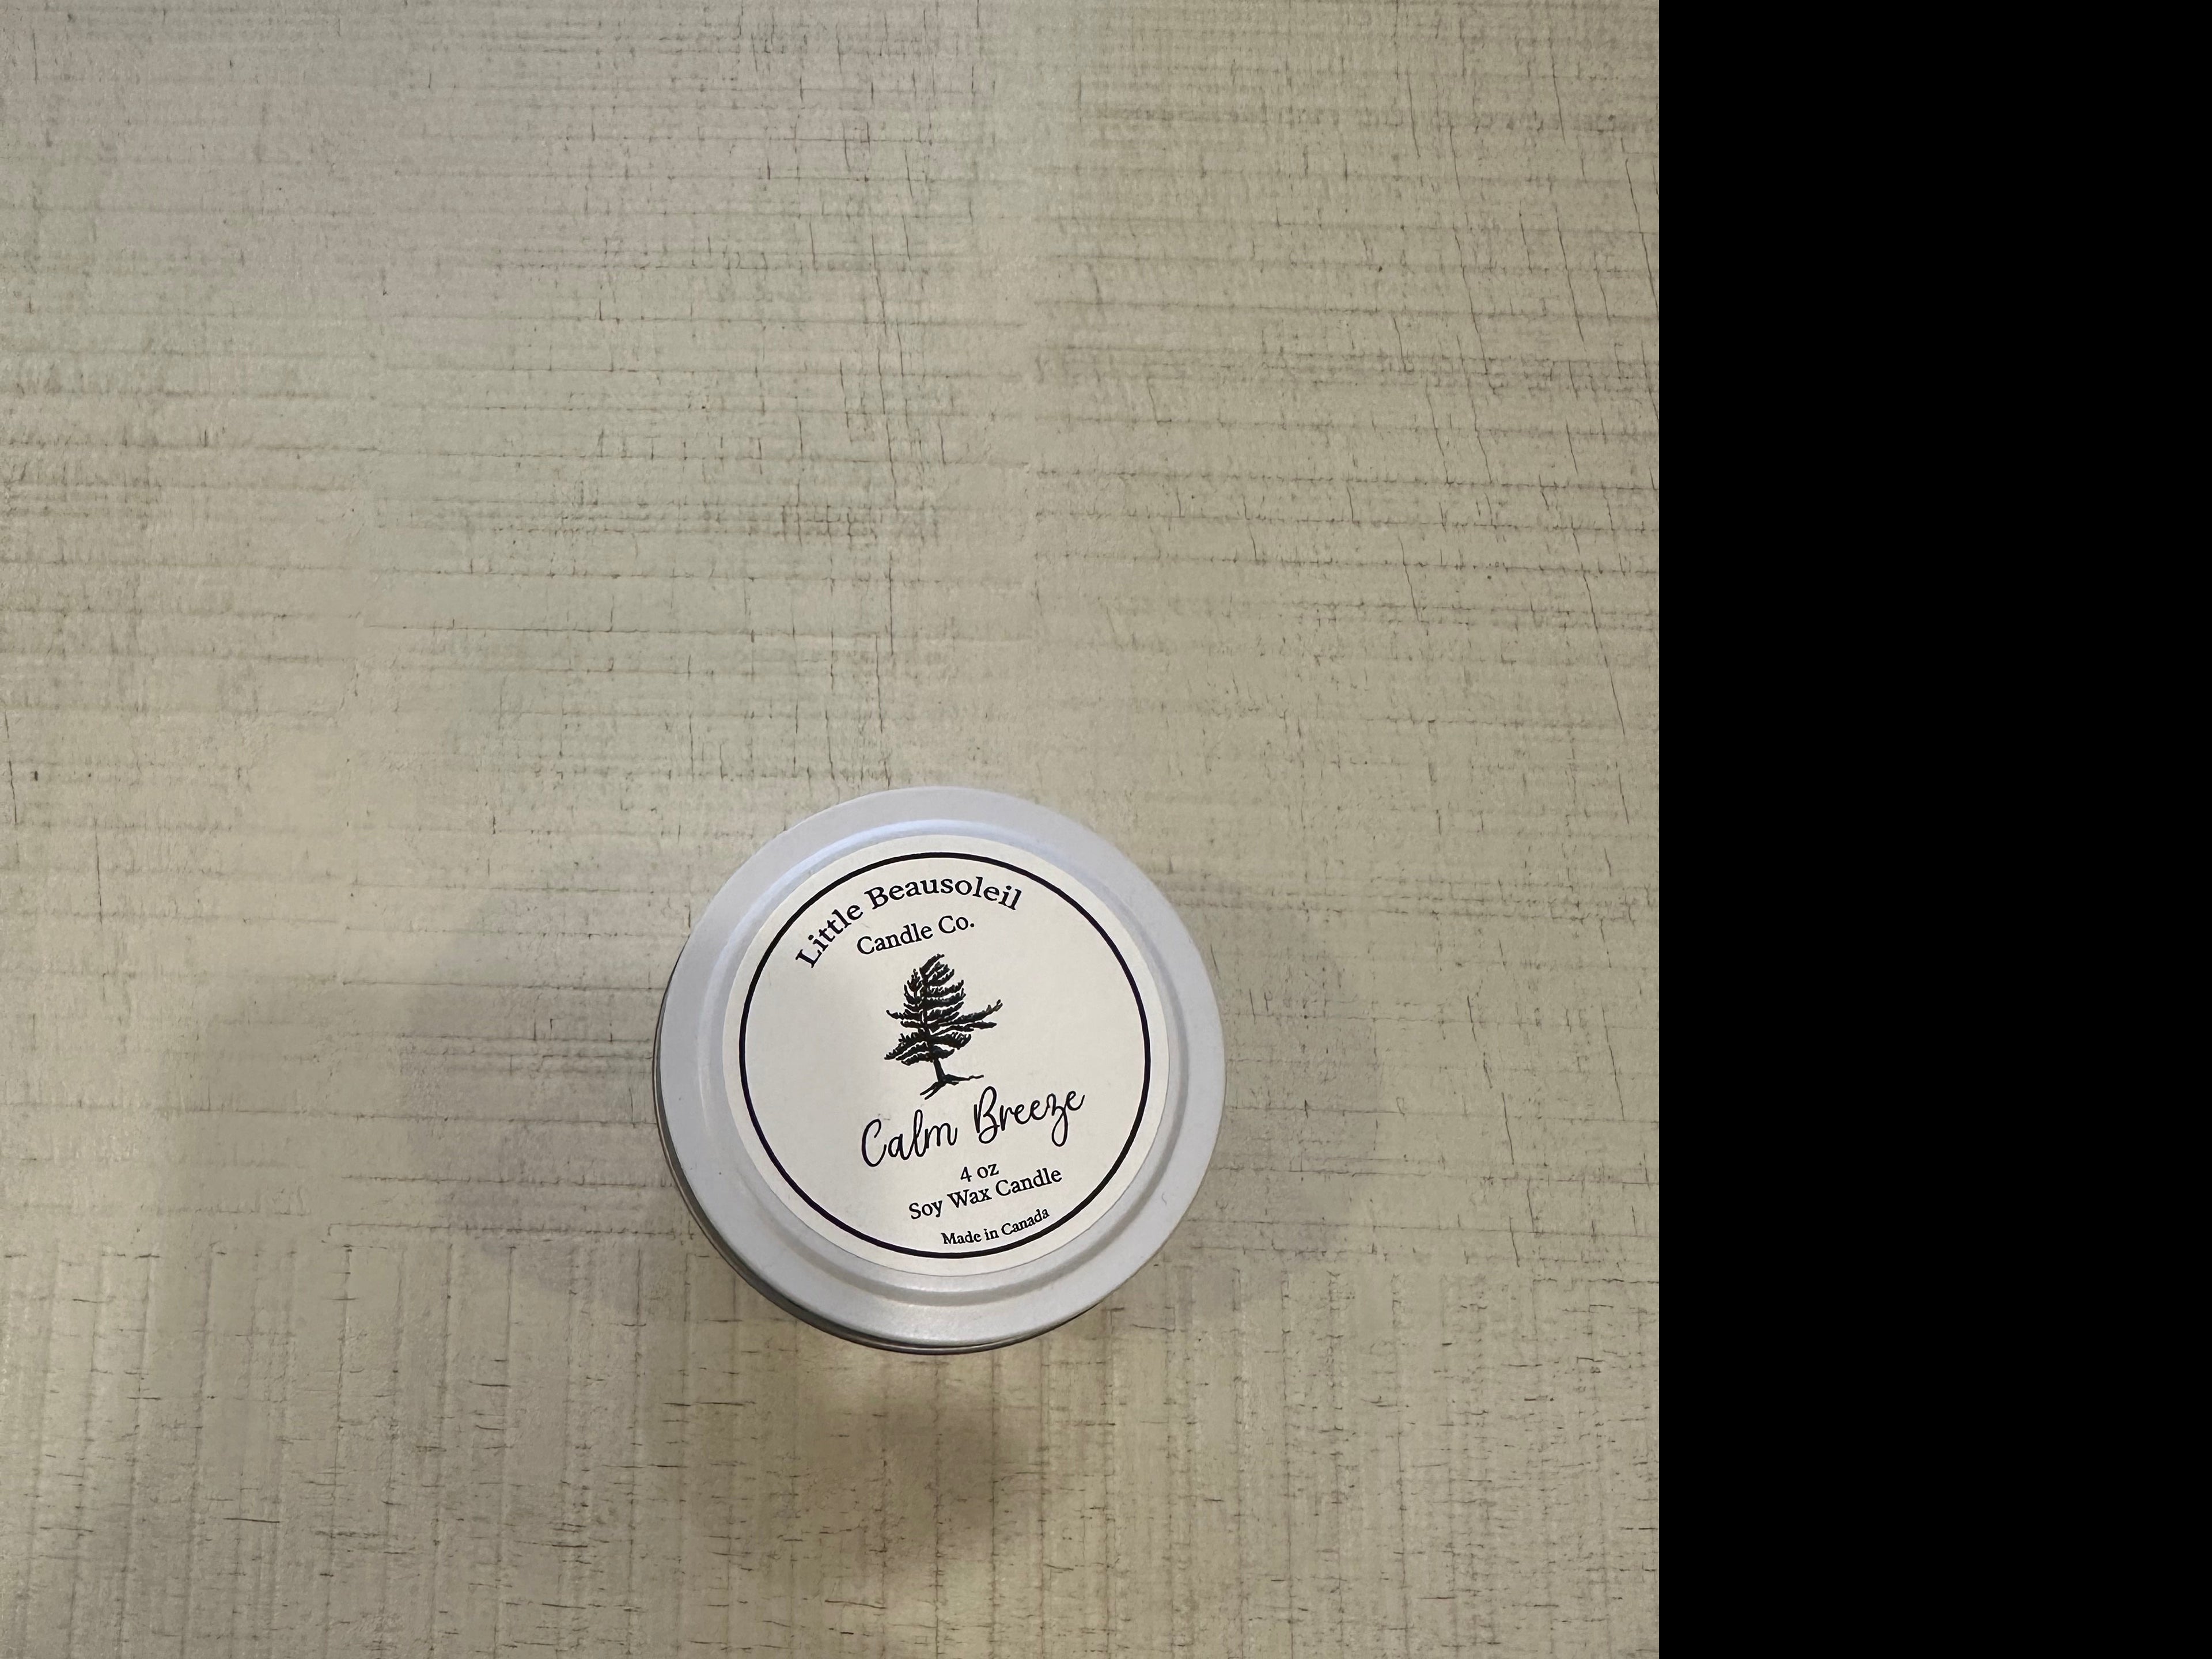 Little Beausoleil
Candle Co.
Calm Breeze
4 oz
Soy Wax Candle
Made in Canada